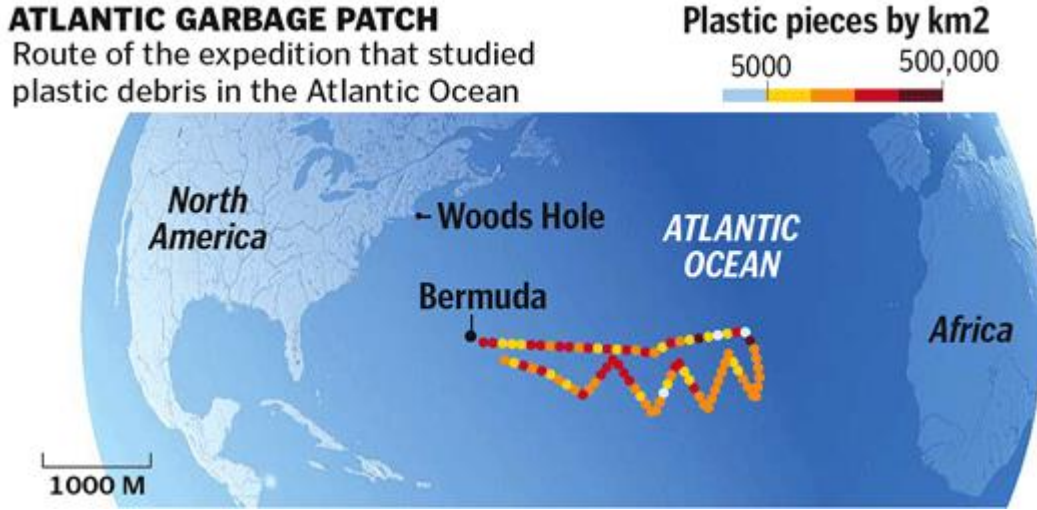 ATLANTIC GARBAGE PATCH
Route of the expedition that studied
plastic debris in the Atlantic Ocean
Plastic pieces by km2
5000
500,000
North
America
Woods Hole
ATLANTIC
OCEAN
Bermuda
Africa
1000 M